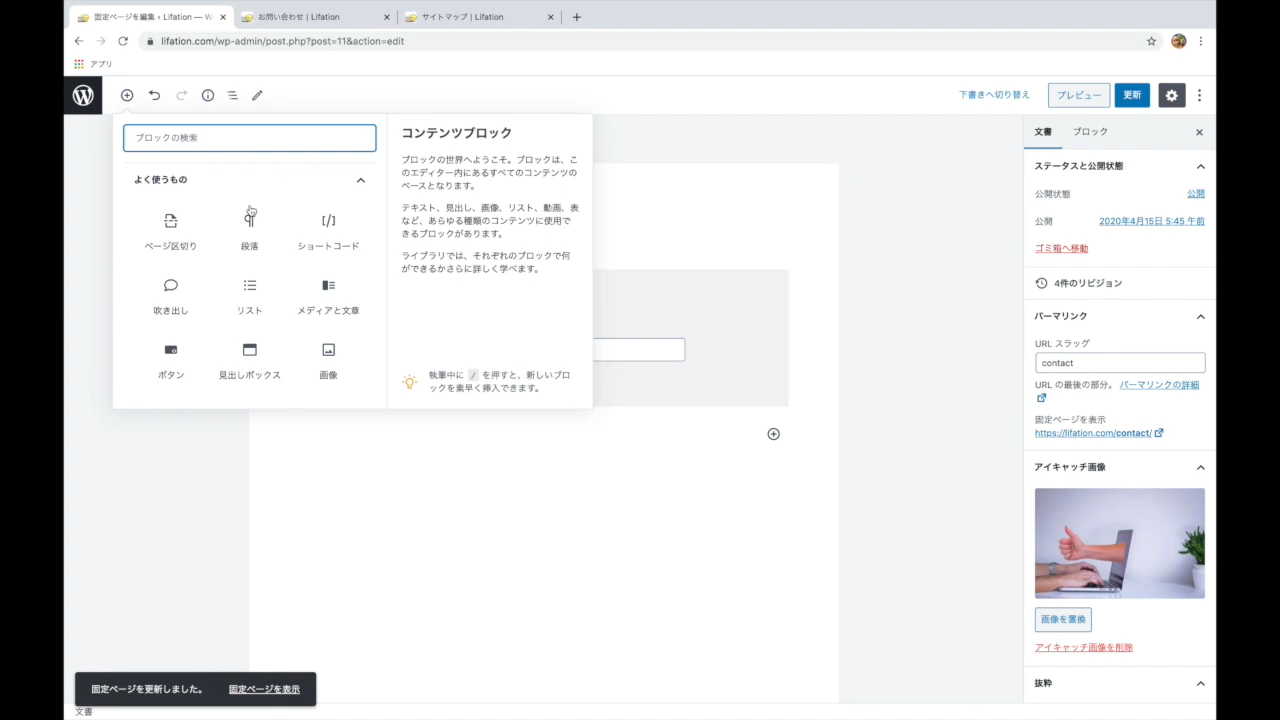 固定ページを編集 ‹ Lifation — W
お問い合わせ | Lifation
サイトマップ | Lifation
lifation.com/wp-admin/post.php?post=11&action=edit
アプリ
下書きへ切り替え
プレビュー
更新
ブロックの検索
よく使うもの
ページ区切り
段落
ショートコード
吹き出し
リスト
メディアと文章
ボタン
見出しボックス
画像
コンテンツブロック
ブロックの世界へようこそ。ブロックは、こ
のエディター内にあるすべてのコンテンツの
ベースとなります。
テキスト、見出し、画像、リスト、動画、表
など、あらゆる種類のコンテンツに使用で
きるブロックがあります。
ライブラリでは、それぞれのブロックで何
ができるかさらに詳しく学べます。
執筆中に / を押すと、新しいブロ
ックを素早く挿入できます。
文書
ブロック
ステータスと公開状態
公開状態
公開
公開
2020年4月15日 5:45 午前
ゴミ箱へ移動
4件のリビジョン
パーマリンク
URL スラッグ
contact
URL の最後の部分。 パーマリンクの詳細
固定ページを表示
https://lifation.com/contact/
アイキャッチ画像
画像を置換
アイキャッチ画像を削除
抜粋
固定ページを更新しました。
固定ページを表示
文書